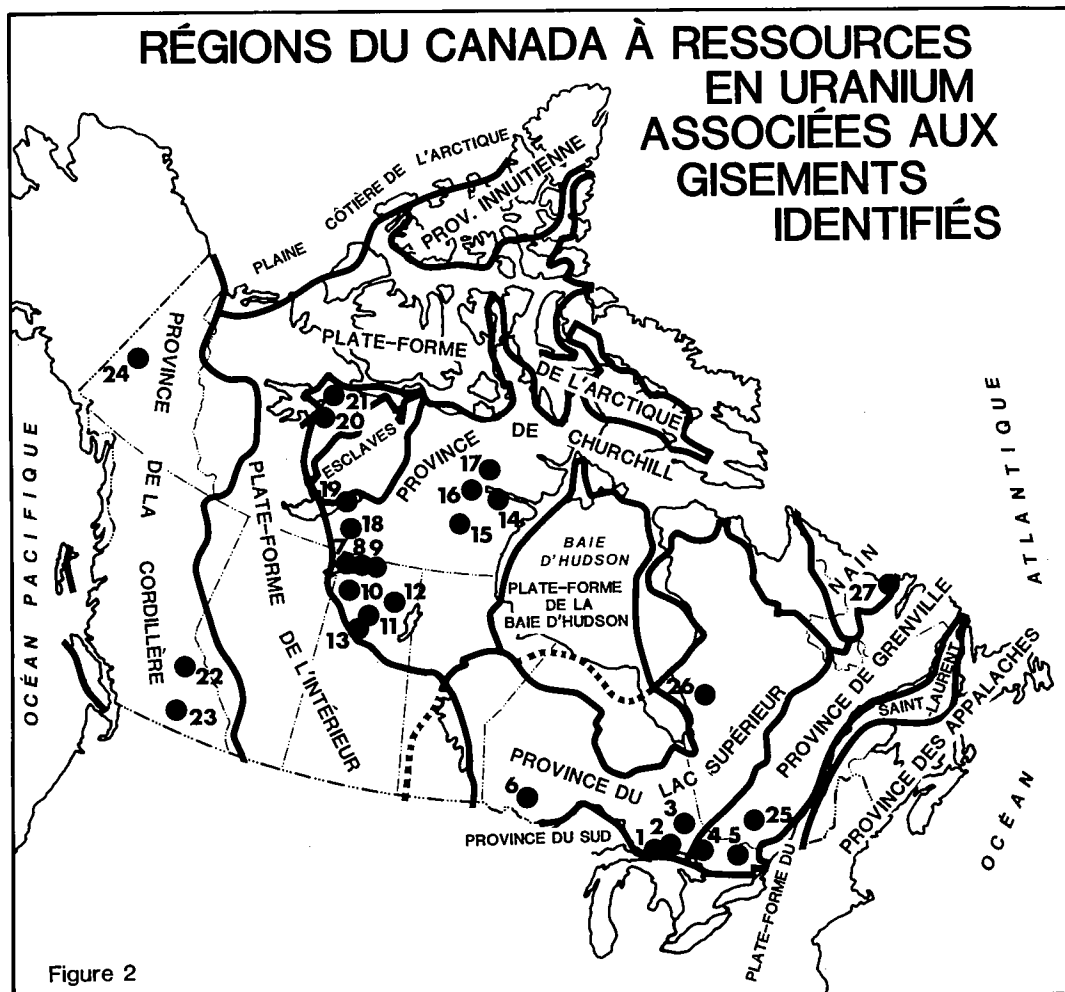 RÉGIONS DU CANADA À RESSOURCES
EN URANIUM
ASSOCIÉES AUX
GISEMENTS
IDENTIFIÉS
PLAINE CÔTIÈRE DE L'ARCTIQUE
PROV. INNUITIENNE
PLATE-FORME
DE L'ARCTIQUE
PROVINCE
DE LA
CORDILLÈRE
24
21
20
ESCLAVES
PROVINCE
DE
CHURCHILL
17
16
14
15
19
18
7
8
9
10
12
11
13
PLATE-FORME
DE L'INTÉRIEUR
22
23
BAIE
D'HUDSON
PLATE-FORME
DE LA
BAIE D'HUDSON
NAIN
27
26
OCÉAN PACIFIQUE
OCÉAN
ATLANTIQUE
PROVINCE DE GRENVILLE
SAINT LAURENT
PROVINCE DES APPALACHES
PROVINCE DU LAC SUPÉRIEUR
6
3
25
1
2
4
5
PROVINCE DU SUD
PLATE-FORME DU
Figure 2